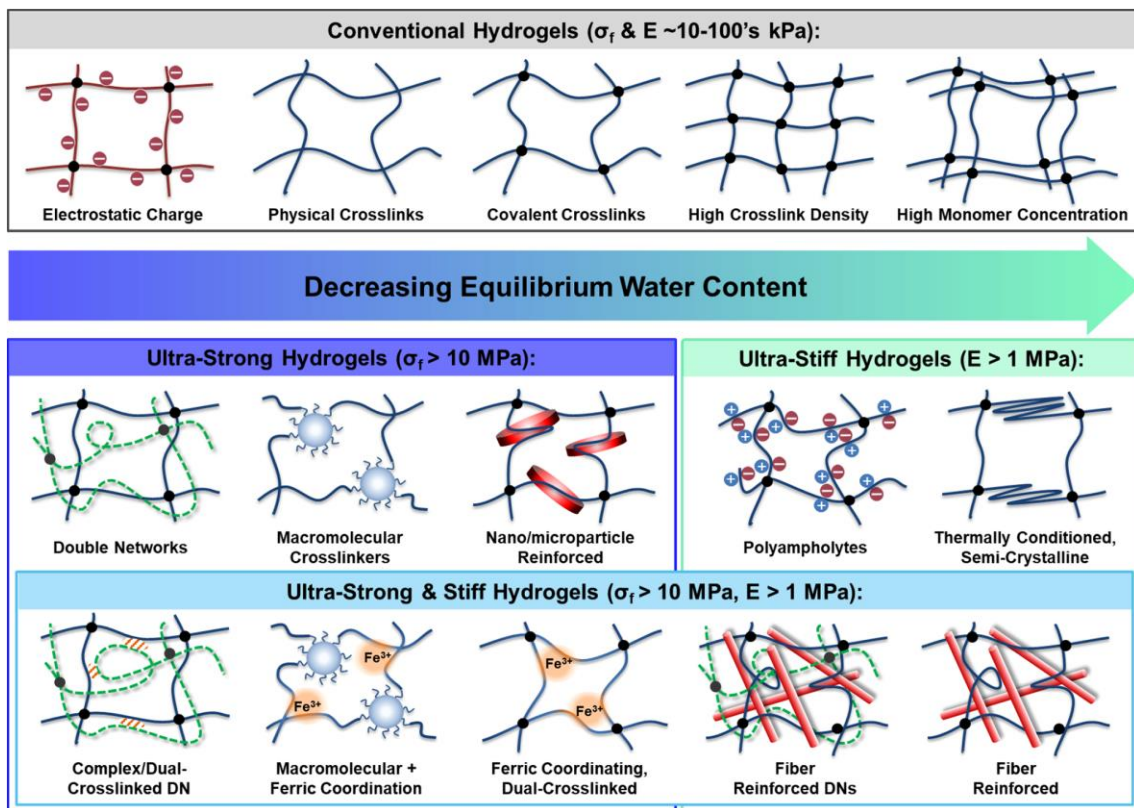 Conventional Hydrogels (σf & E ~10-100's kPa):
Electrostatic Charge
Physical Crosslinks
Covalent Crosslinks
High Crosslink Density
High Monomer Concentration
Decreasing Equilibrium Water Content
Ultra-Strong Hydrogels (σf > 10 MPa):
Double Networks
Macromolecular
Crosslinkers
Nano/microparticle
Reinforced
Ultra-Stiff Hydrogels (E > 1 MPa):
Polyampholytes
Thermally Conditioned,
Semi-Crystalline
Ultra-Strong & Stiff Hydrogels (σf > 10 MPa, E > 1 MPa):
Complex/Dual-
Crosslinked DN
Fe³⁺
Fe³⁺
Macromolecular +
Ferric Coordination
Fe³⁺
Fe³⁺
Ferric Coordinating,
Dual-Crosslinked
Fiber
Reinforced DNs
Fiber
Reinforced